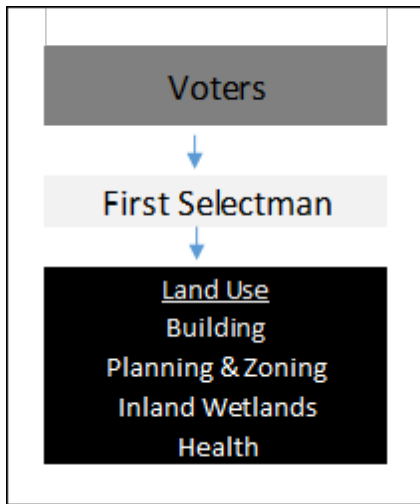 Voters
First Selectman
Land Use
Building
Planning & Zoning
Inland Wetlands
Health